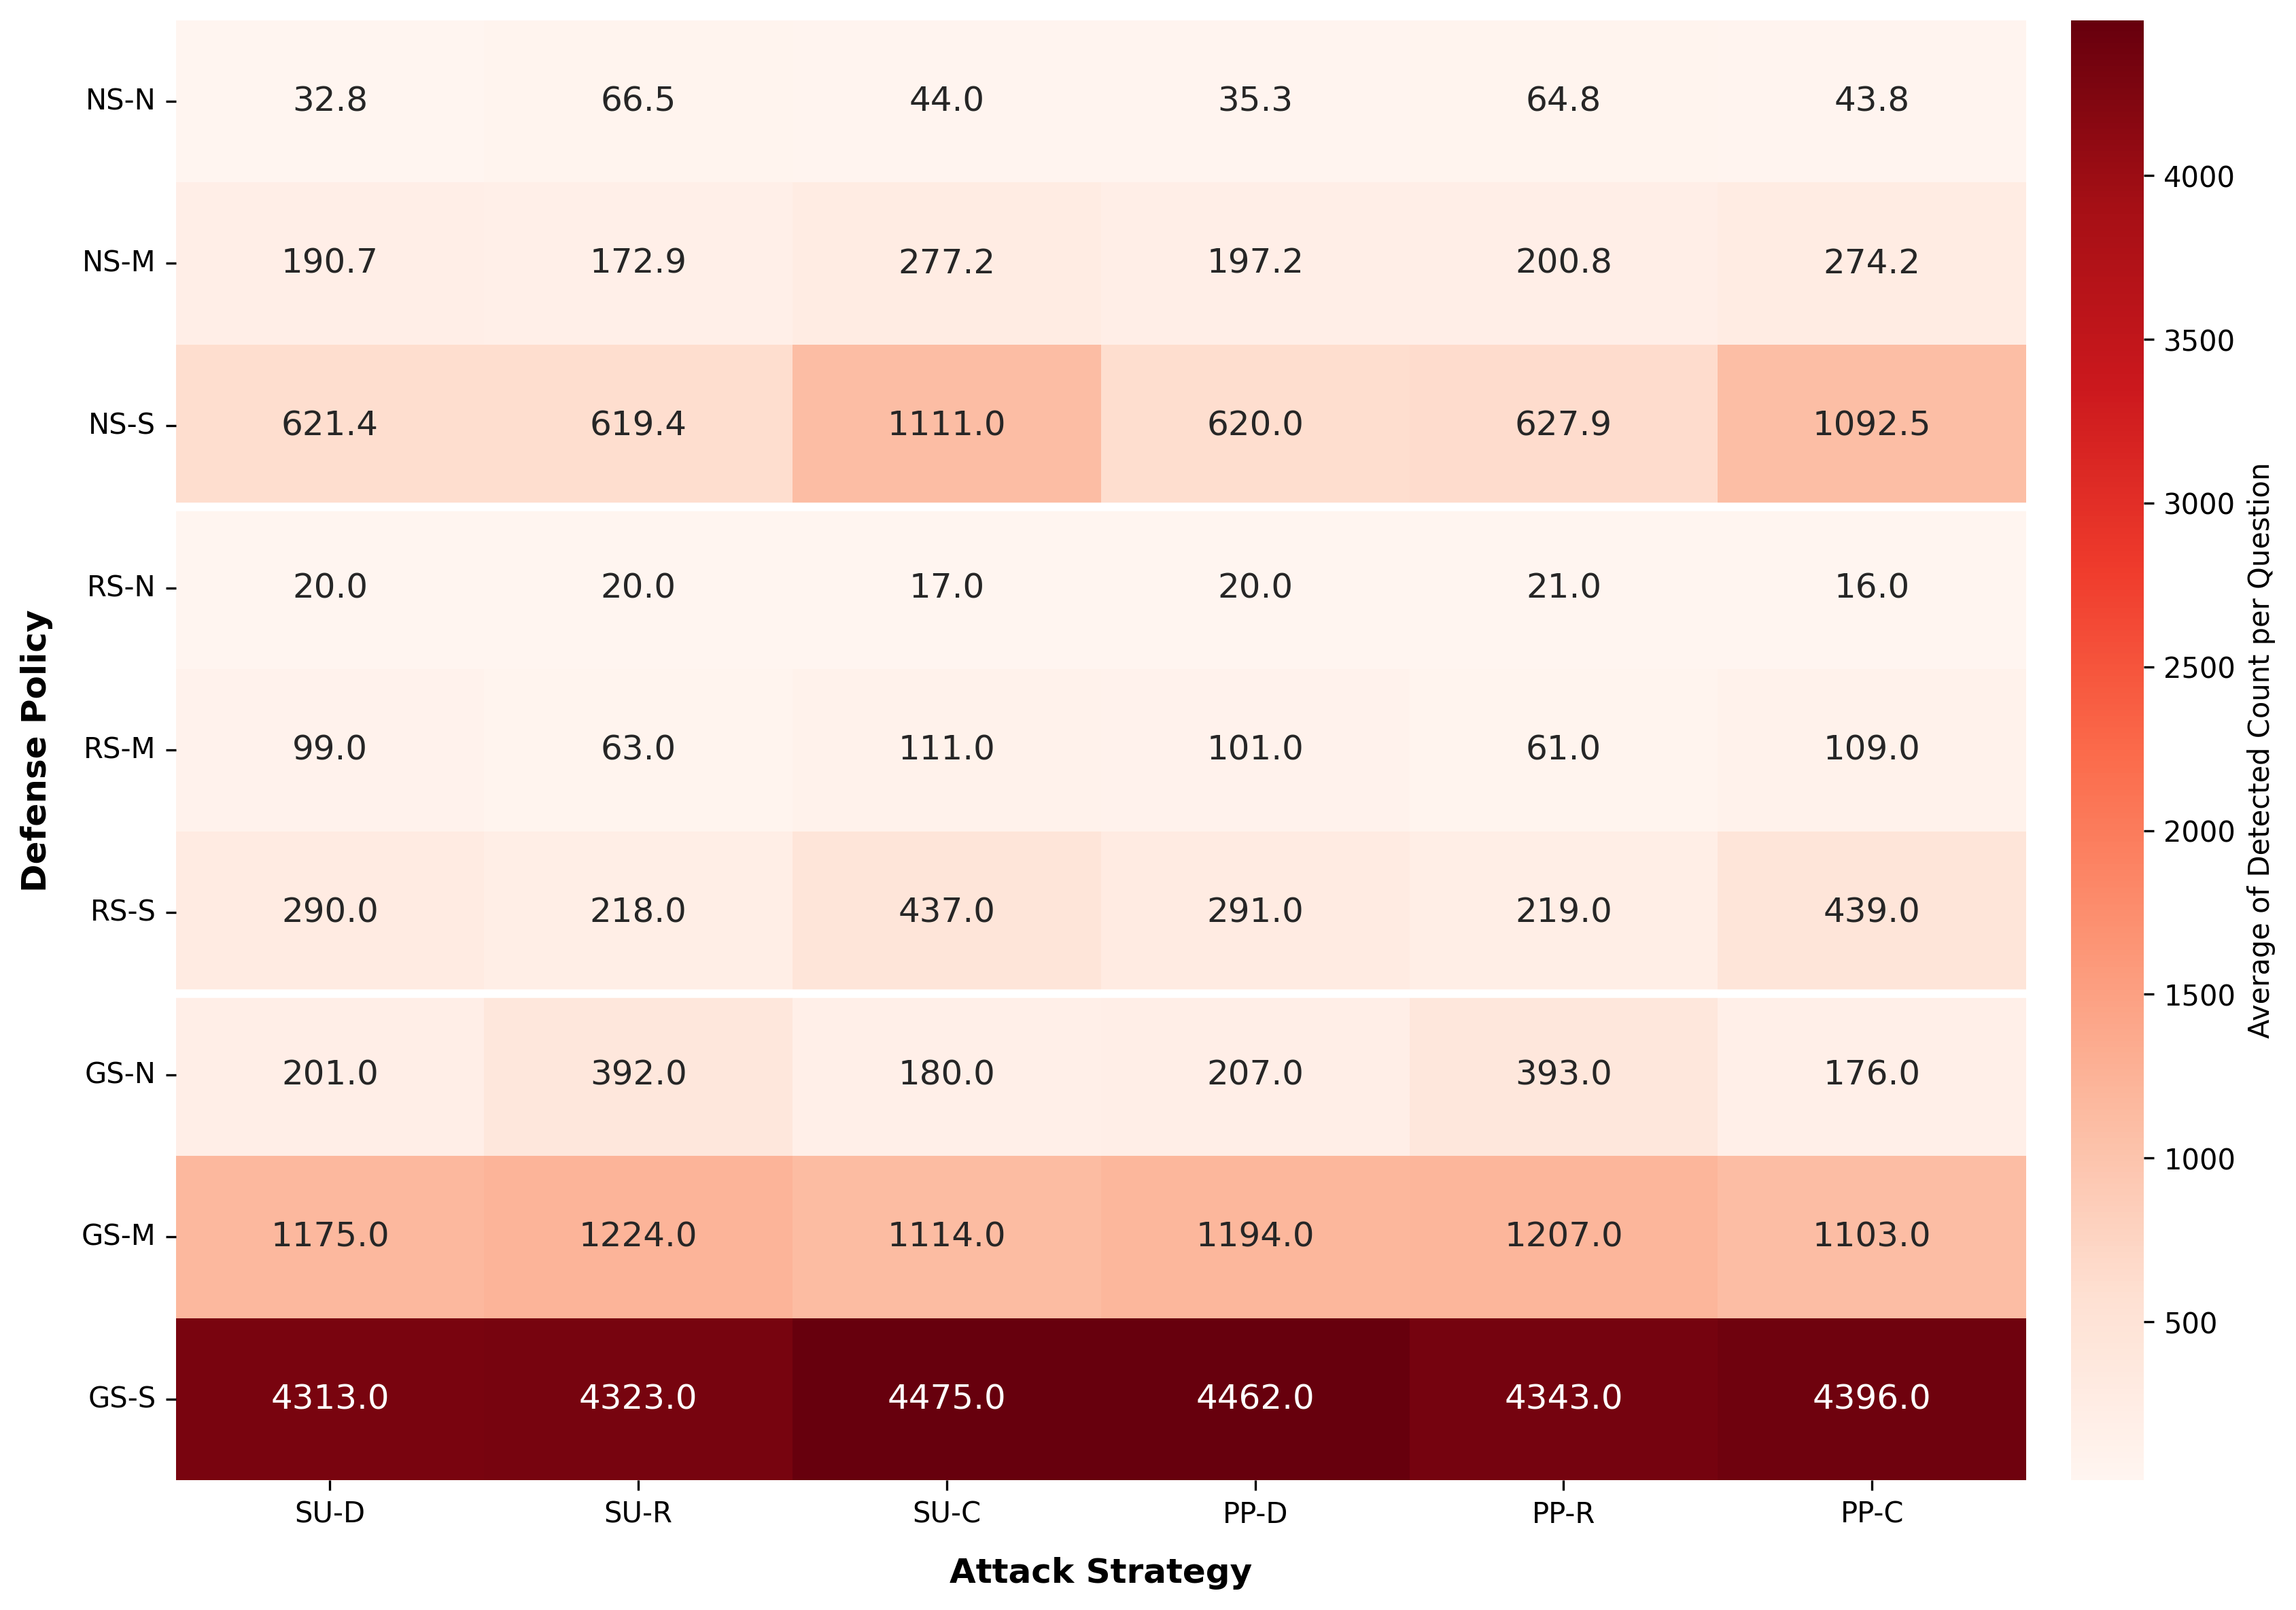 NS-N 32.8 66.5 44.0 35.3 64.8 43.8
NS-M 190.7 172.9 277.2 197.2 200.8 274.2
NS-S 621.4 619.4 1111.0 620.0 627.9 1092.5
RS-N 20.0 20.0 17.0 20.0 21.0 16.0
RS-M 99.0 63.0 111.0 101.0 61.0 109.0
RS-S 290.0 218.0 437.0 291.0 219.0 439.0
GS-N 201.0 392.0 180.0 207.0 393.0 176.0
GS-M 1175.0 1224.0 1114.0 1194.0 1207.0 1103.0
GS-S 4313.0 4323.0 4475.0 4462.0 4343.0 4396.0
SU-D SU-R SU-C PP-D PP-R PP-C
Attack Strategy
Defense Policy
4000
3500
3000
2500
2000
1500
1000
500
Average of Detected Count per Question